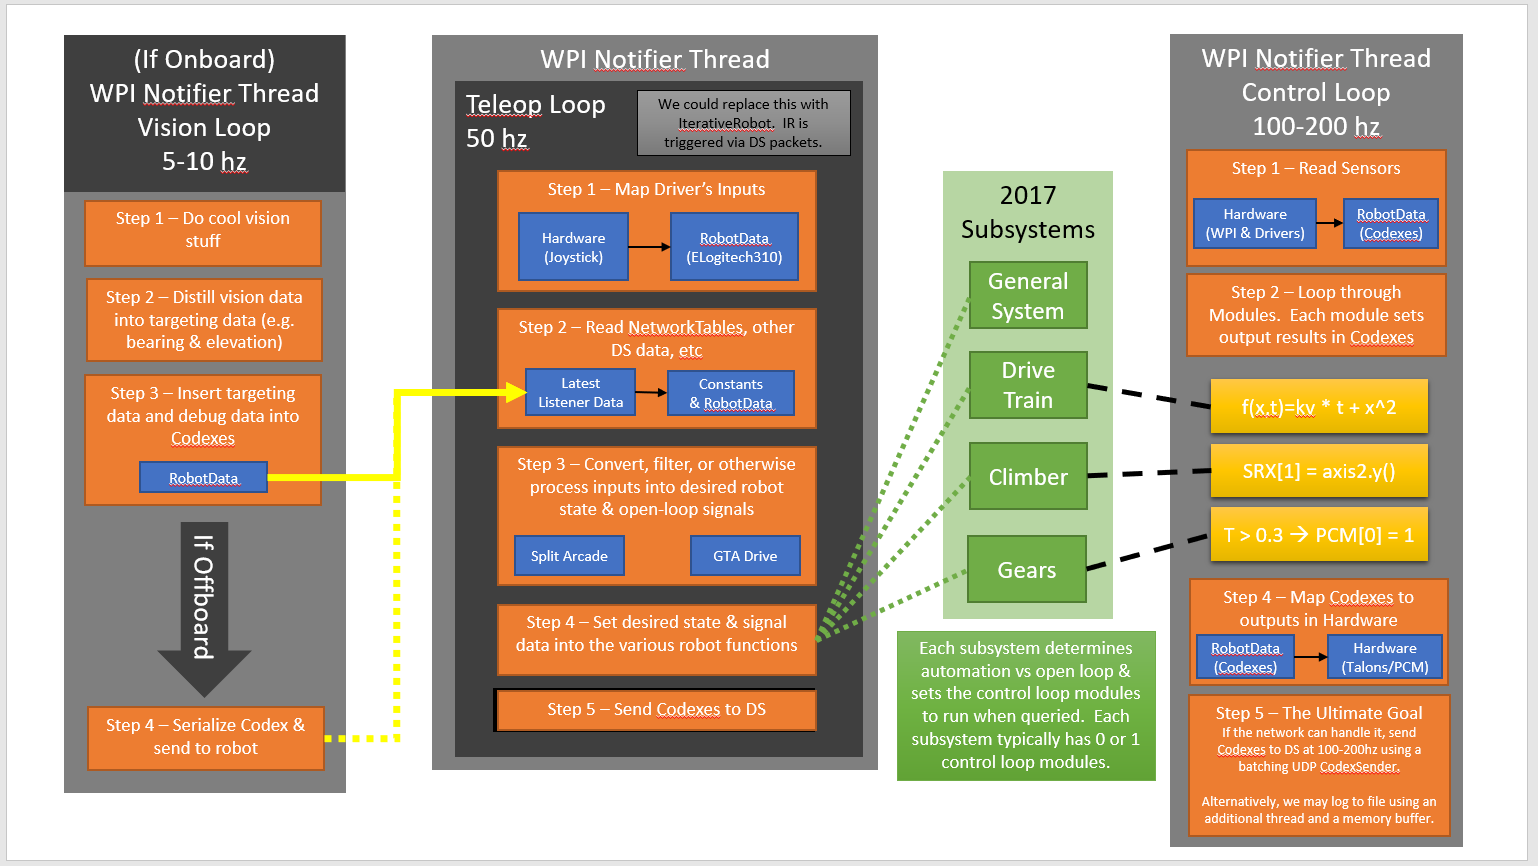 (If Onboard)
WPI Notifier Thread
Vision Loop
5-10 hz
Step 1 – Do cool vision
stuff
Step 2 – Distill vision data
into targeting data (e.g.
bearing & elevation)
Step 3 – Insert targeting
data and debug data into
Codexes
RobotData
If Offboard
Step 4 – Serialize Codex &
send to robot
WPI Notifier Thread
Teleop Loop
50 hz
We could replace this with
IterativeRobot.  IR is
triggered via DS packets.
Step 1 – Map Driver’s Inputs
Hardware
(Joystick)
RobotData
(ELogitech310)
Step 2 – Read NetworkTables, other
DS data, etc
Latest
Listener Data
Constants
& RobotData
Step 3 – Convert, filter, or otherwise
process inputs into desired robot
state & open-loop signals
Split Arcade
GTA Drive
Step 4 – Set desired state & signal
data into the various robot functions
Step 5 – Send Codexes to DS
2017
Subsystems
General
System
Drive
Train
Climber
Gears
Each subsystem determines
automation vs open loop &
sets the control loop modules
to run when queried.  Each
subsystem typically has 0 or 1
control loop modules.
WPI Notifier Thread
Control Loop
100-200 hz
Step 1 – Read Sensors
Hardware
(WPI & Drivers)
RobotData
(Codexes)
Step 2 – Loop through
Modules.  Each module sets
output results in Codexes
f(x,t)=kv * t + x^2
SRX[1] = axis2.y()
T > 0.3 → PCM[0] = 1
Step 4 – Map Codexes to
outputs in Hardware
RobotData
(Codexes)
Hardware
(Talons/PCM)
Step 5 – The Ultimate Goal
If the network can handle it, send
Codexes to DS at 100-200hz using a
batching UDP CodexSender.
Alternatively, we may log to file using an
additional thread and a memory buffer.